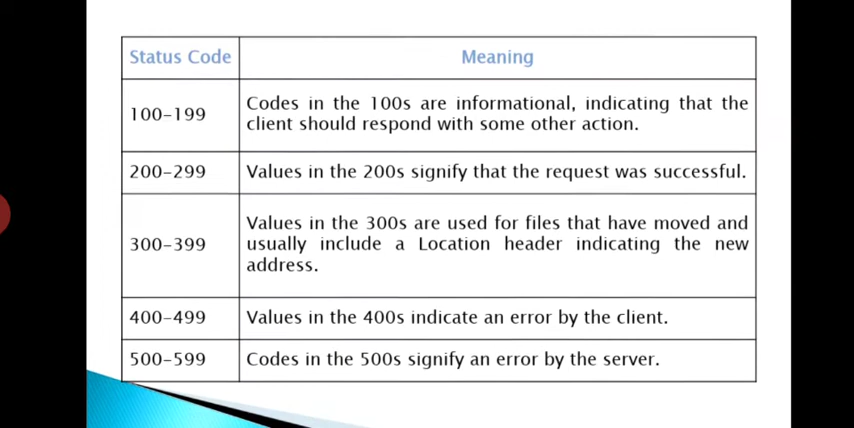 Status Code
Meaning
100-199
Codes in the 100s are informational, indicating that the
client should respond with some other action.
200-299
Values in the 200s signify that the request was successful.
300-399
Values in the 300s are used for files that have moved and
usually include a Location header indicating the new
address.
400-499
Values in the 400s indicate an error by the client.
500-599
Codes in the 500s signify an error by the server.